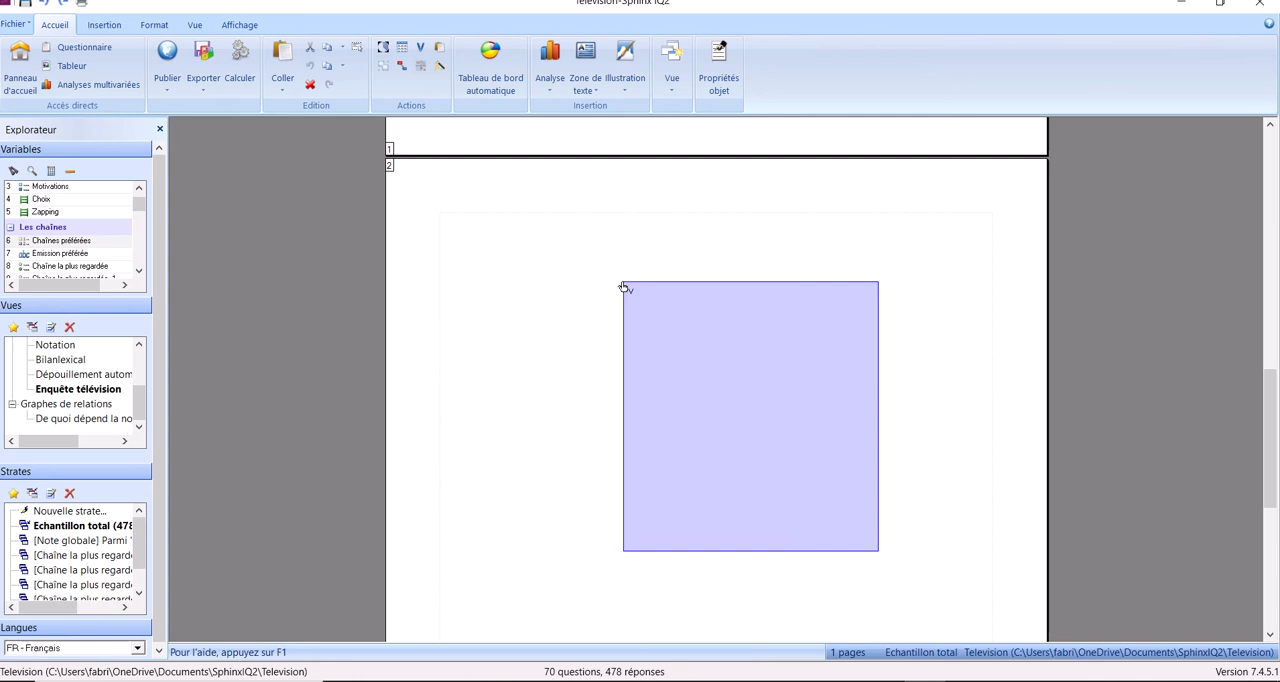 Télévision-Sphinx iQ2
Fichier
Accueil
Insertion
Format
Vue
Affichage
Panneau d'accueil
Questionnaire
Tableur
Analyses multivariées
Accès directs
Publier
Exporter
Calculer
Coller
Edition
Actions
Tableau de bord automatique
Analyse
Zone de texte
Illustration
Insertion
Vue
Propriétés objet
Explorateur
Variables
3 Motivations
4 Choix
5 Zapping
Les chaînes
6 Chaînes préférées
7 Emission préférée
8 Chaîne la plus regardée
Vues
Notation
Bilanlexical
Dépouillement autom
Enquête télévision
Graphes de relations
De quoi dépend la no
Strates
Nouvelle strate...
Echantillon total (478
[Note globale] Parmi "
[Chaîne la plus regard
[Chaîne la plus regard
[Chaîne la plus regard
[Chaîne la plus regard
Langues
FR - Français
1
2
V
Pour l'aide, appuyez sur F1
1 pages Echantillon total Television (C:\Users\fabri\OneDrive\Documents\SphinxIQ2\Television)
Television (C:\Users\fabri\OneDrive\Documents\SphinxIQ2\Television)
70 questions, 478 réponses
Version 7.4.5.1